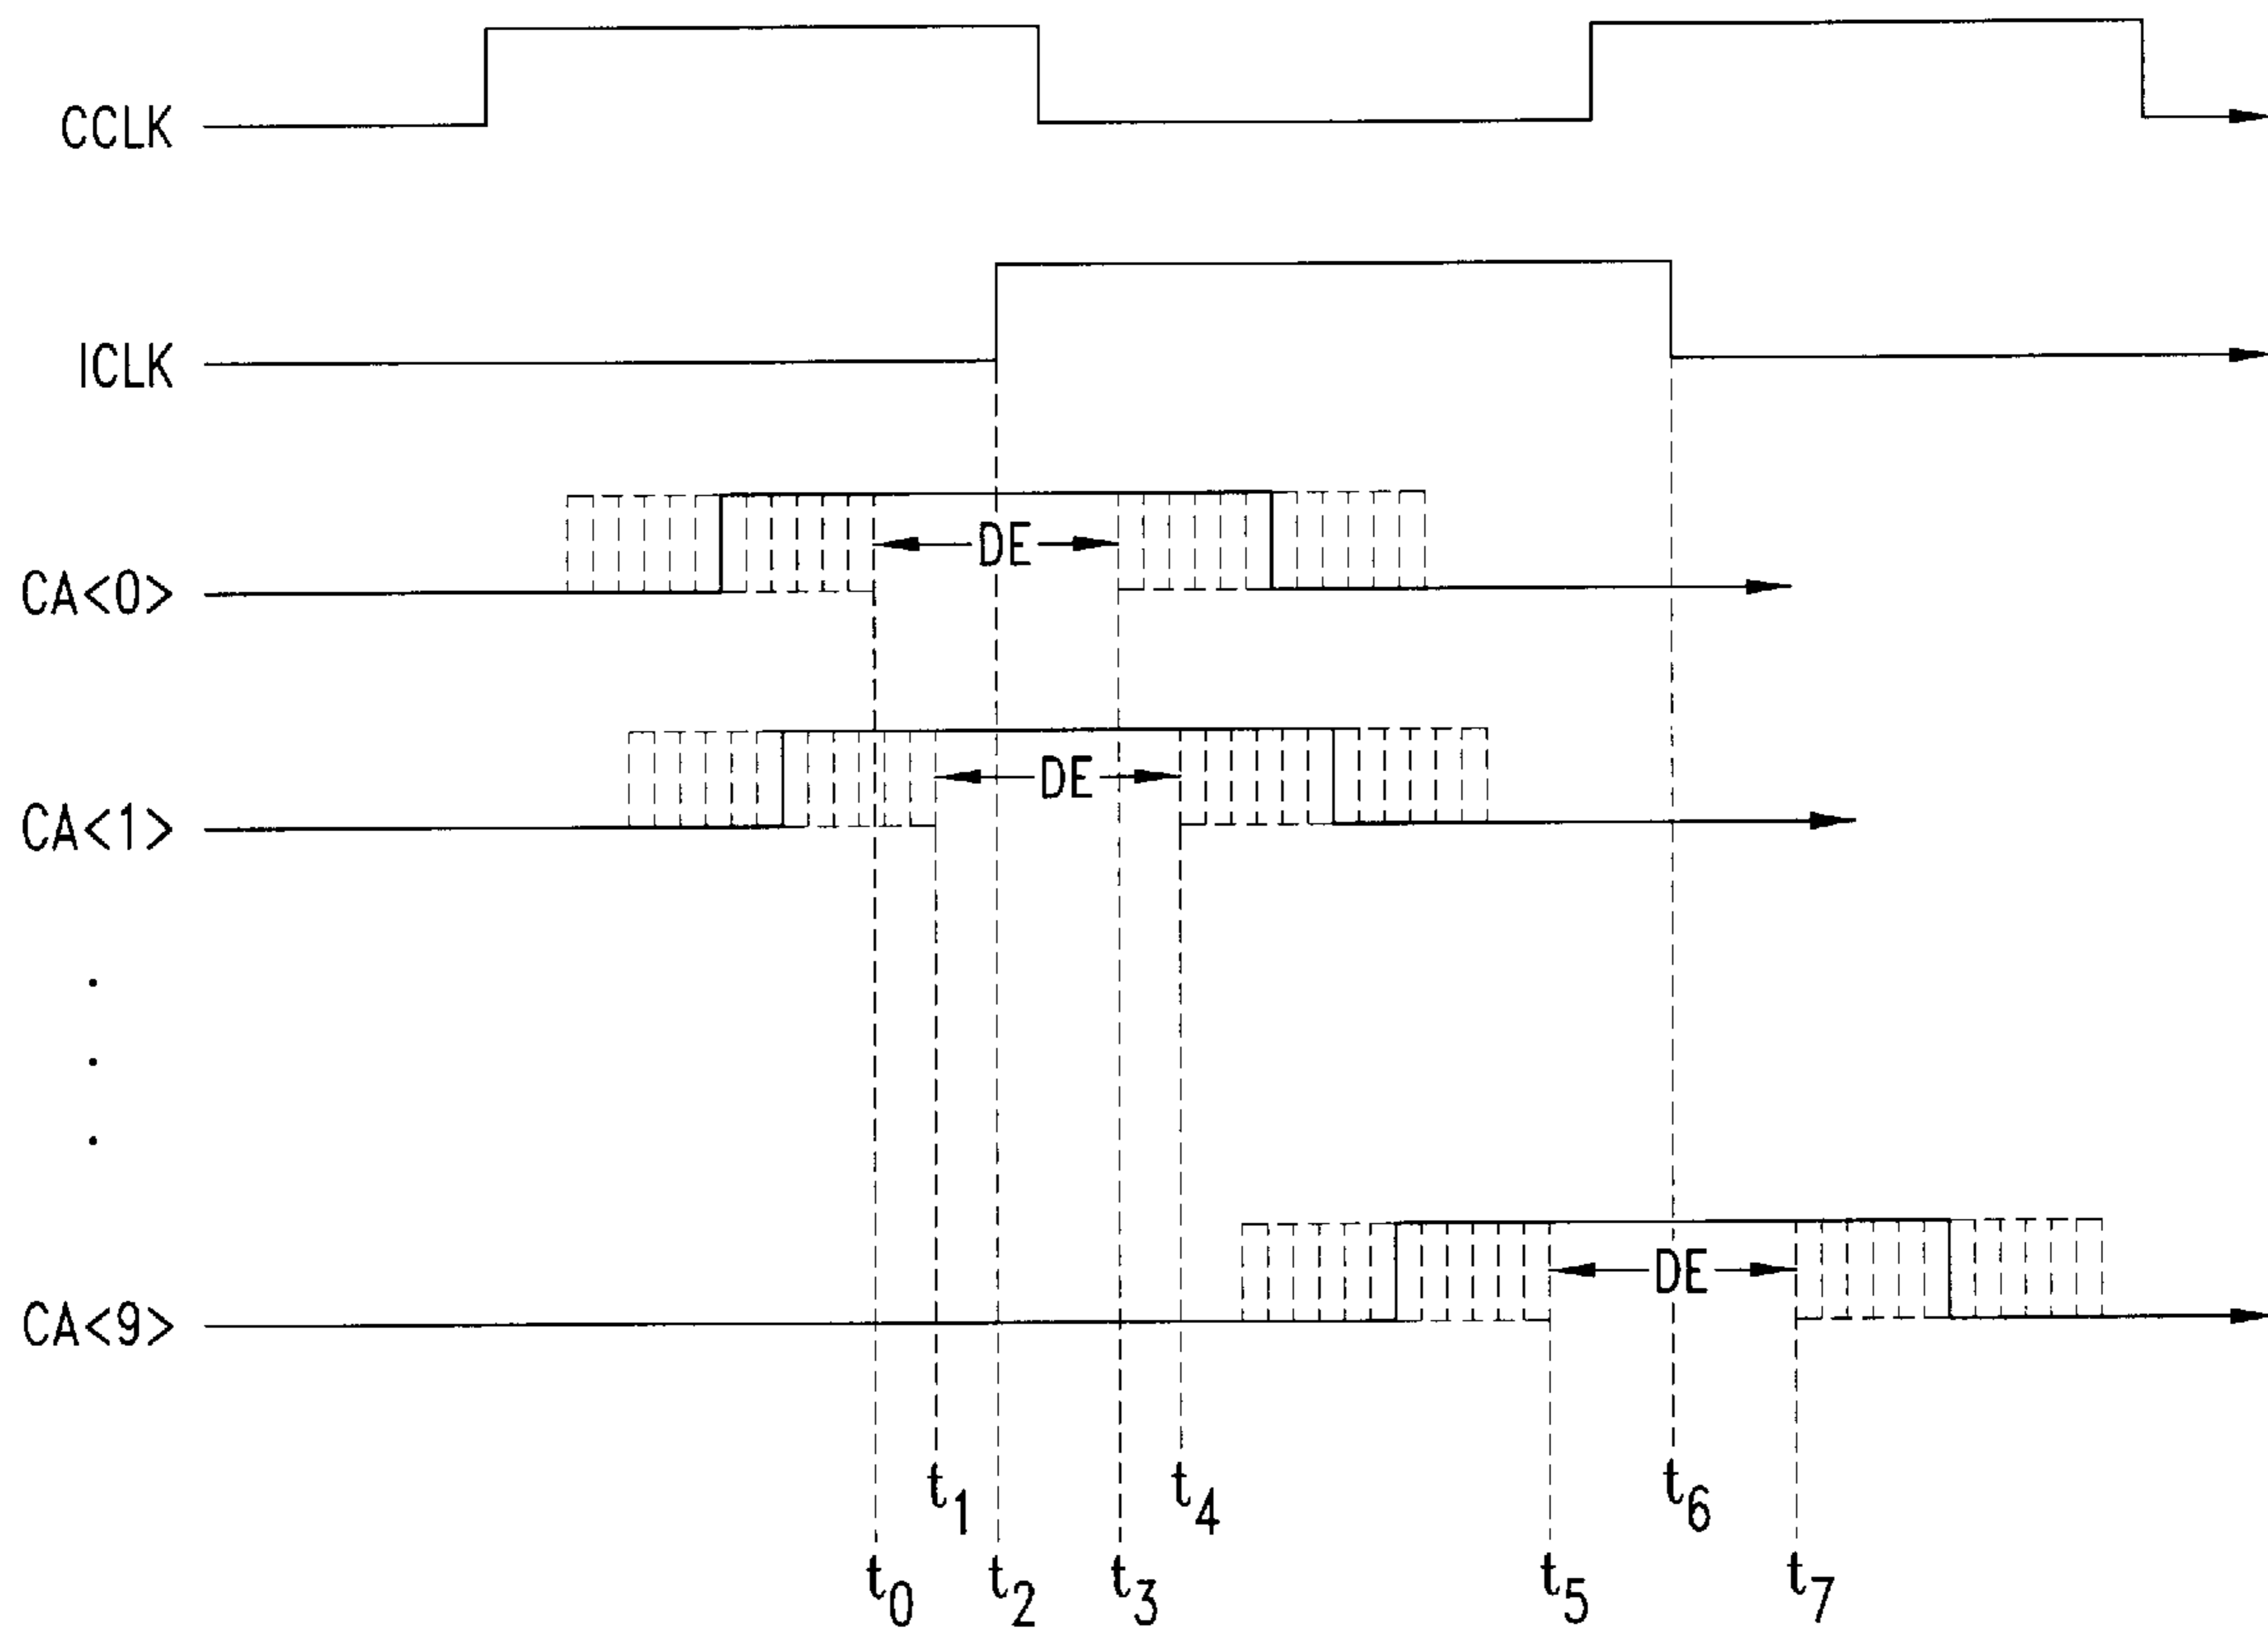 CCLK
ICLK
DE
CA<0>
DE
CA<1>
DE
CA<9>
t1 t4 t6
t0 t2 t3 t5 t7